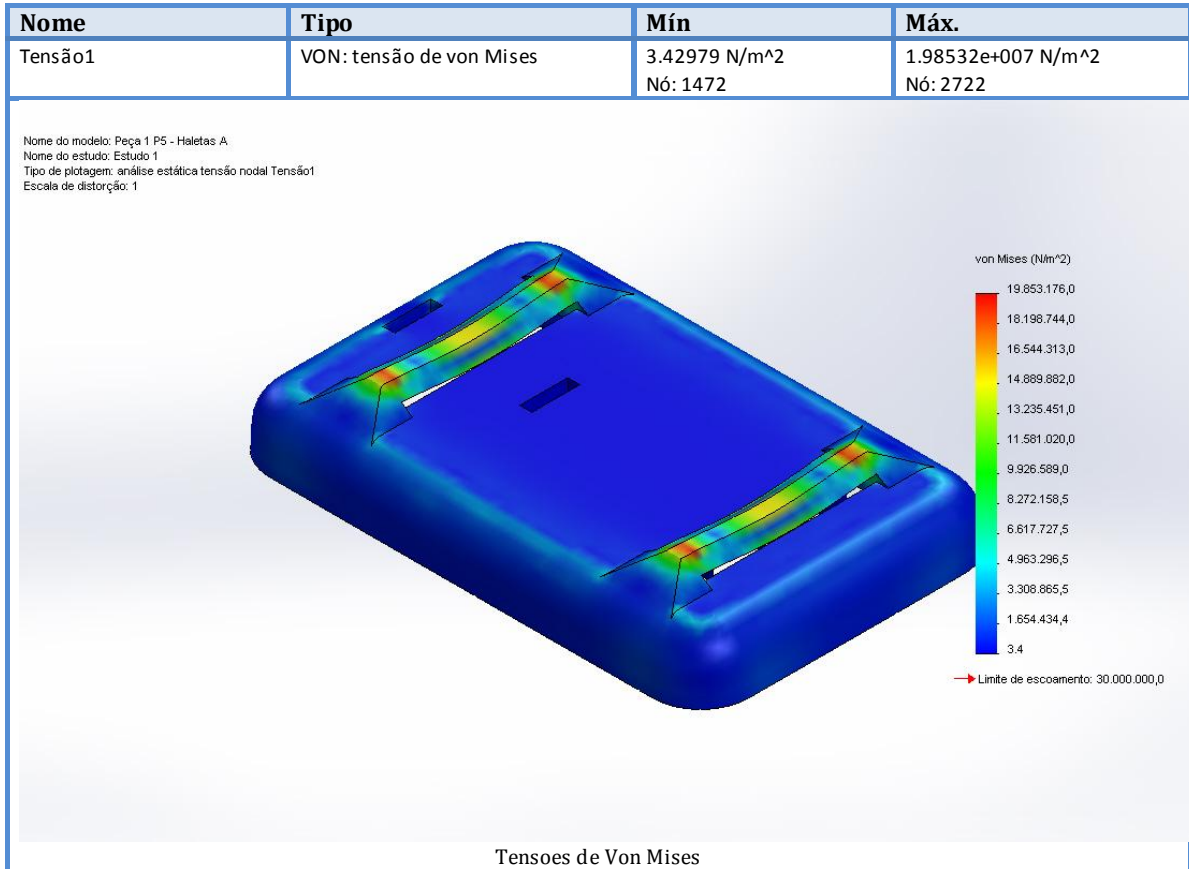 Nome Tipo Mín Máx.
Tensão1 VON: tensão de von Mises 3.42979 N/m^2 1.98532e+007 N/m^2
Nó: 1472 Nó: 2722
Nome do modelo: Peça 1 P5 - Haletas A
Nome do estudo: Estudo 1
Tipo de plotagem: análise estática tensão nodal Tensão1
Escala de distorção: 1
von Mises (N/m^2)
19.853.176,0
18.198.744,0
16.544.313,0
14.889.882,0
13.235.451,0
11.581.020,0
9.926.589,0
8.272.158,5
6.617.727,5
4.963.296,5
3.308.865,5
1.654.434,4
3.4
Limite de escoamento: 30.000.000,0
Tensoes de Von Mises